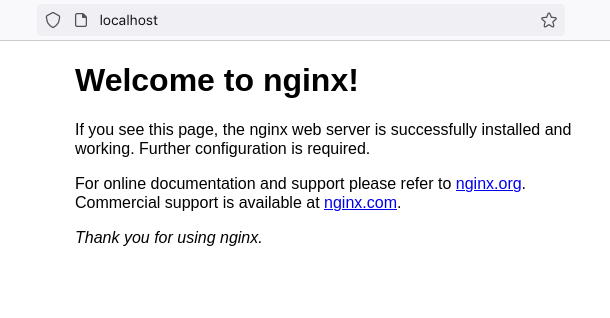 localhost
Welcome to nginx!
If you see this page, the nginx web server is successfully installed and
working. Further configuration is required.
For online documentation and support please refer to nginx.org.
Commercial support is available at nginx.com.
Thank you for using nginx.